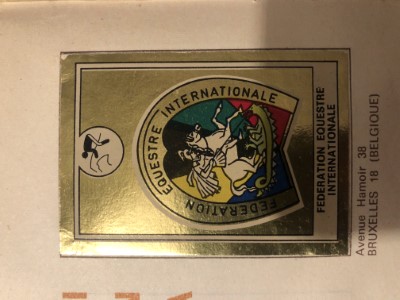 FEDERATION EQUESTRE INTERNATIONALE
FEDERATION EQUESTRE
INTERNATIONALE
Avenue Hamoir 38
BRUXELLES 18 (BELGIQUE)